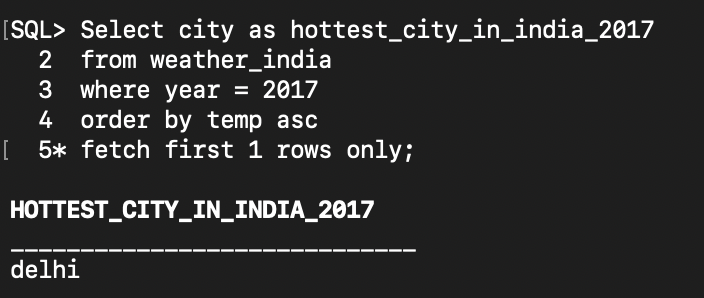 [SQL> Select city as hottest_city_in_india_2017
2 from weather_india
3 where year = 2017
4 order by temp asc
[ 5* fetch first 1 rows only;
HOTTEST_CITY_IN_INDIA_2017
_____________________________
delhi